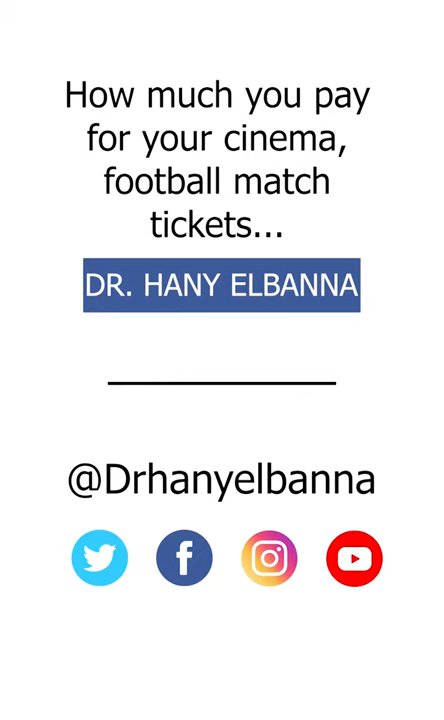 How much you pay
for your cinema,
football match
tickets...
DR. HANY ELBANNA
@Drhanyelbanna